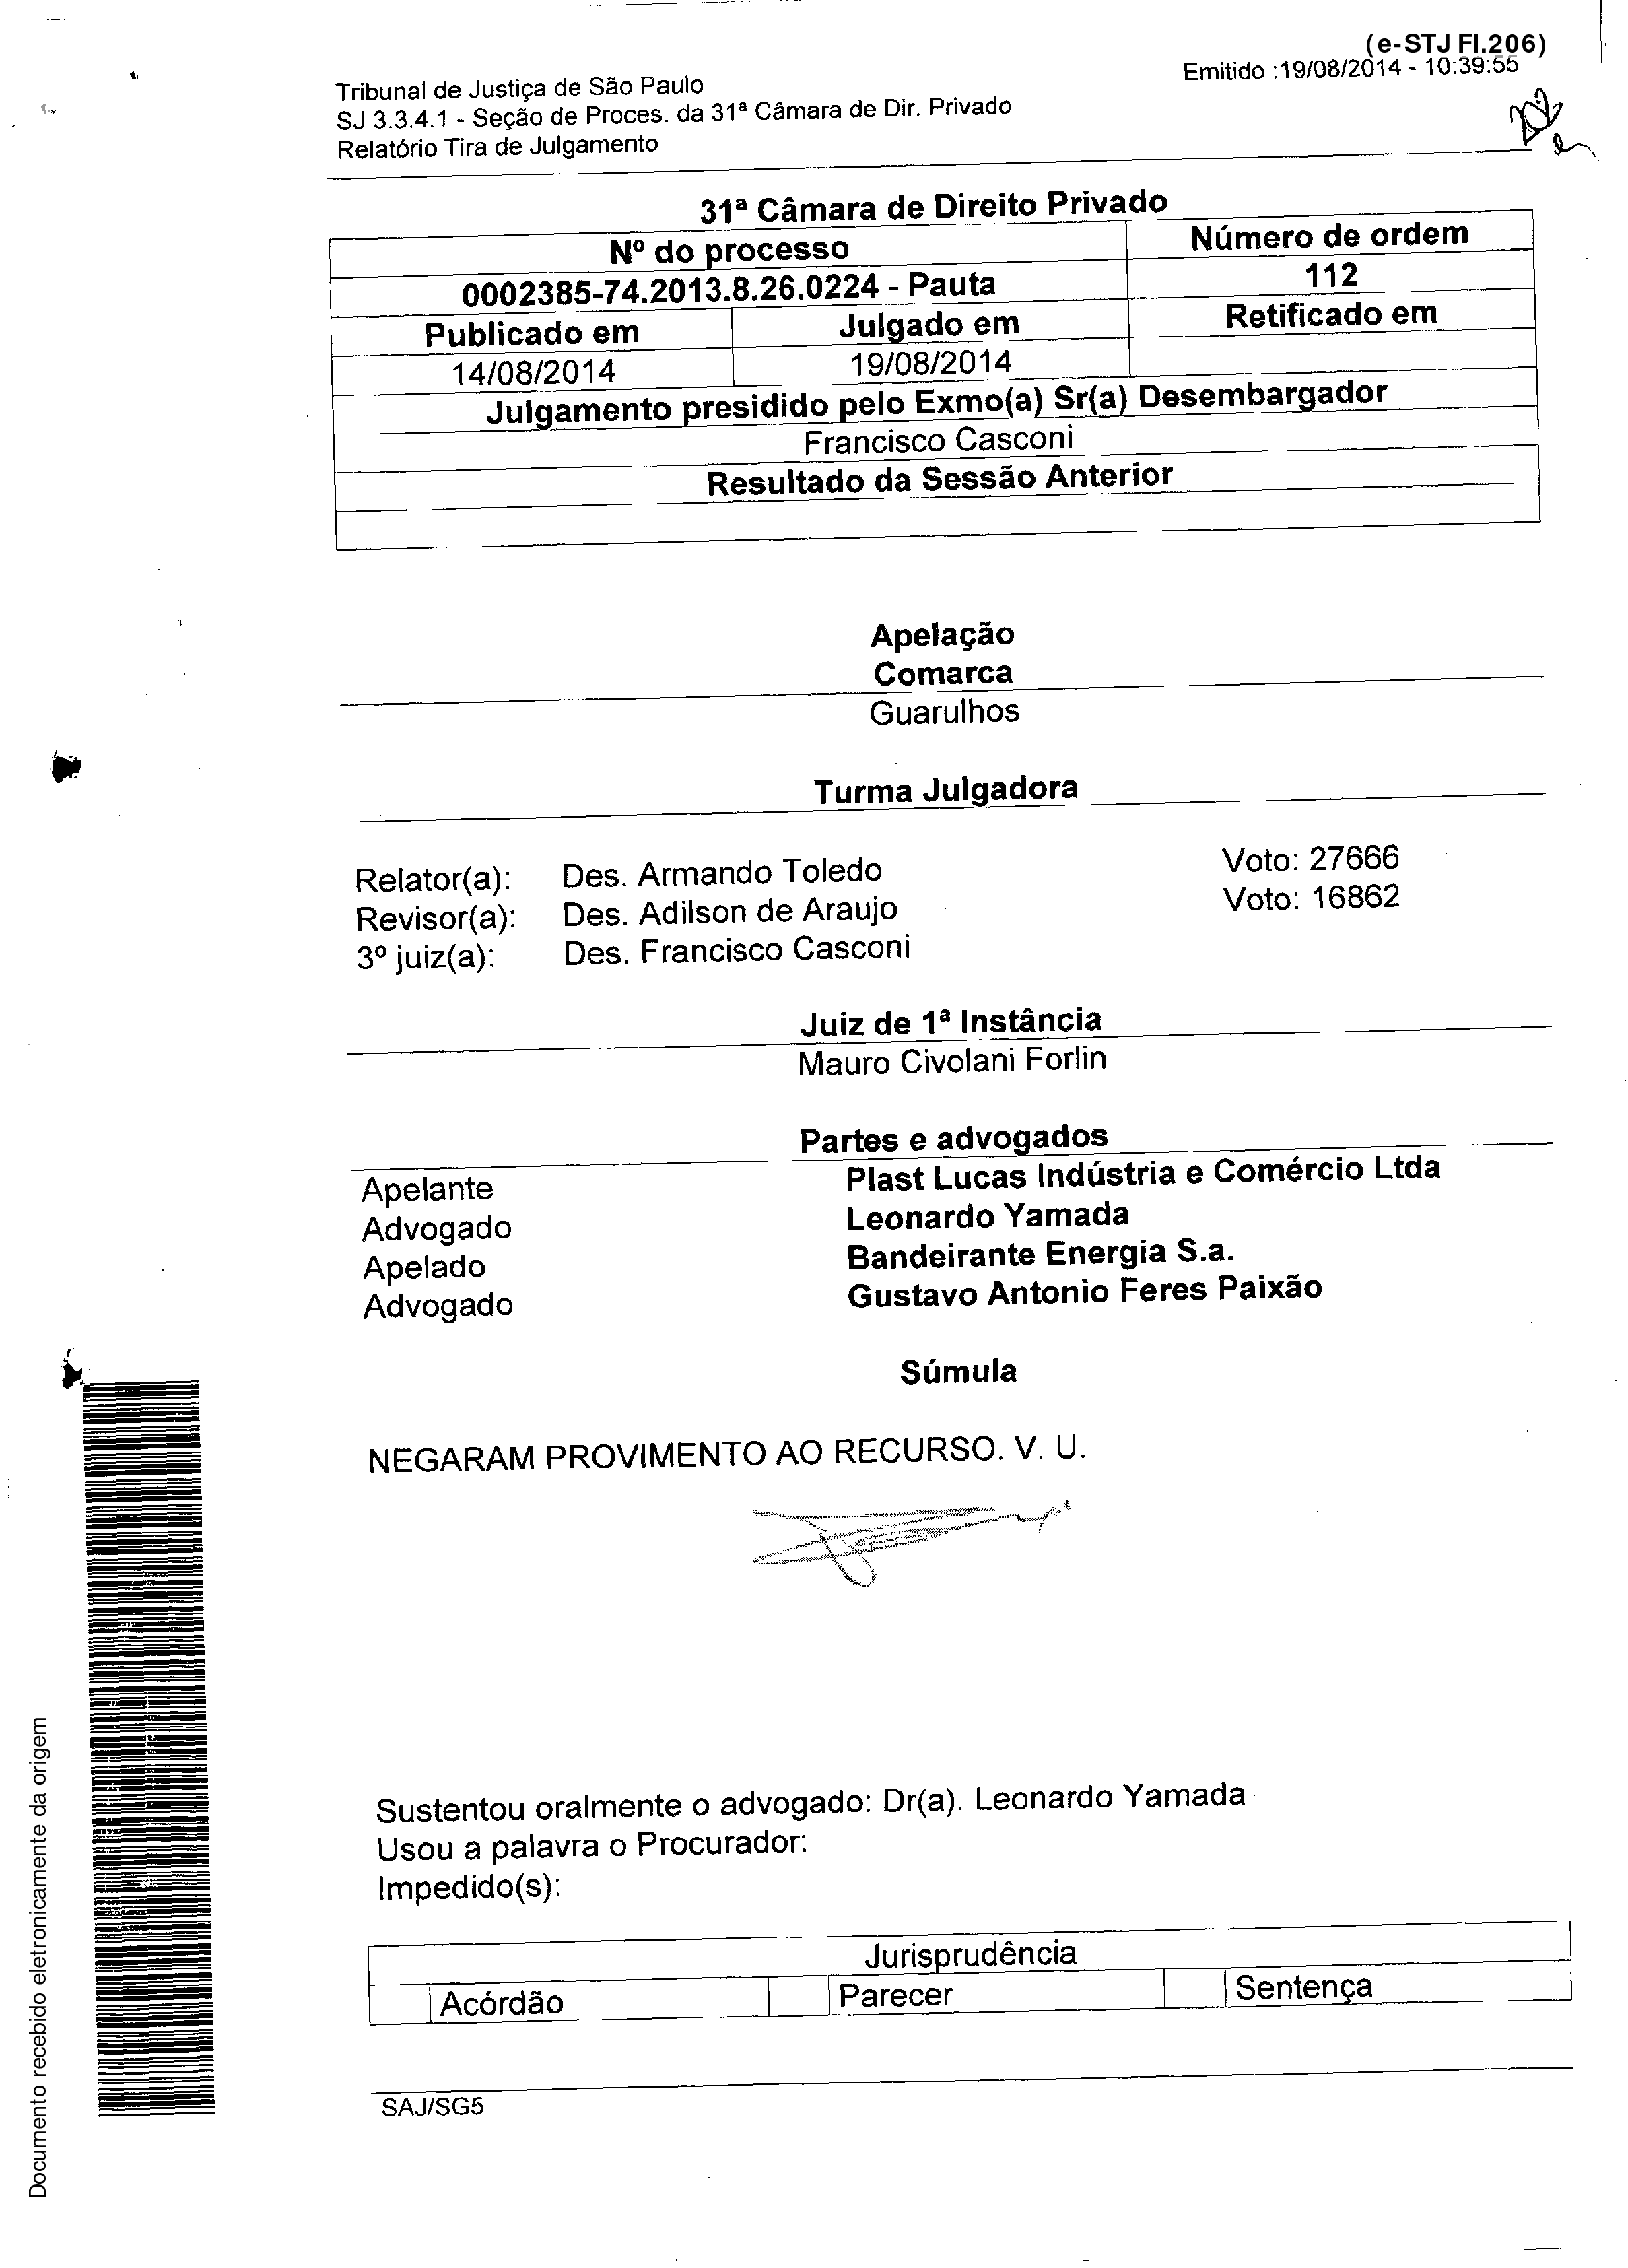 (e-STJ Fl.206)
Emitido :19/08/2014 - 10:39:55
Tribunal de Justiça de São Paulo
SJ 3.3.4.1 - Seção de Proces. da 31ª Câmara de Dir. Privado
Relatório Tira de Julgamento
31ª Câmara de Direito Privado
Nº do processo Número de ordem
0002385-74.2013.8.26.0224 - Pauta 112
Publicado em Julgado em Retificado em
14/08/2014 19/08/2014
Julgamento presidido pelo Exmo(a) Sr(a) Desembargador
Francisco Casconi
Resultado da Sessão Anterior
Apelação
Comarca
Guarulhos
Turma Julgadora
Relator(a): Des. Armando Toledo Voto: 27666
Revisor(a): Des. Adilson de Araujo Voto: 16862
3º juiz(a): Des. Francisco Casconi
Juiz de 1ª Instância
Mauro Civolani Forlin
Partes e advogados
Apelante Plast Lucas Indústria e Comércio Ltda
Advogado Leonardo Yamada
Apelado Bandeirante Energia S.a.
Advogado Gustavo Antonio Feres Paixão
Súmula
NEGARAM PROVIMENTO AO RECURSO. V. U.
Sustentou oralmente o advogado: Dr(a). Leonardo Yamada
Usou a palavra o Procurador:
Impedido(s):
Jurisprudência
Acórdão Parecer Sentença
SAJ/SG5
Documento recebido eletronicamente da origem